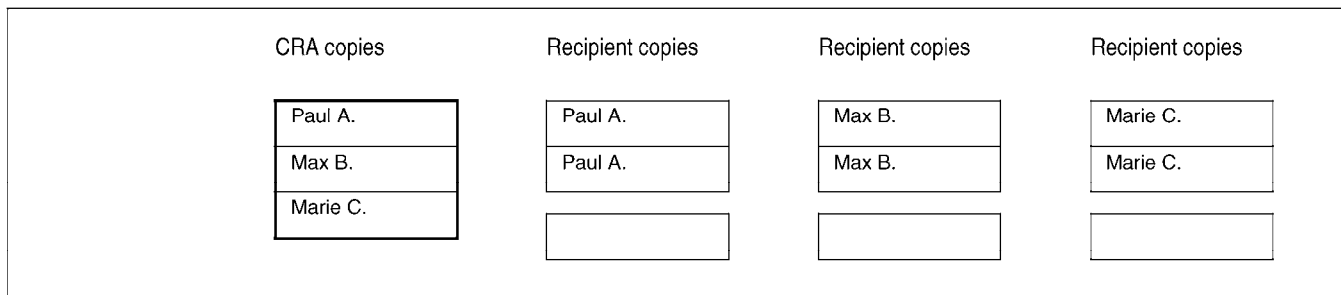 CRA copies Recipient copies Recipient copies Recipient copies
Paul A. Paul A. Max B. Marie C.
Max B. Paul A. Max B. Marie C.
Marie C.